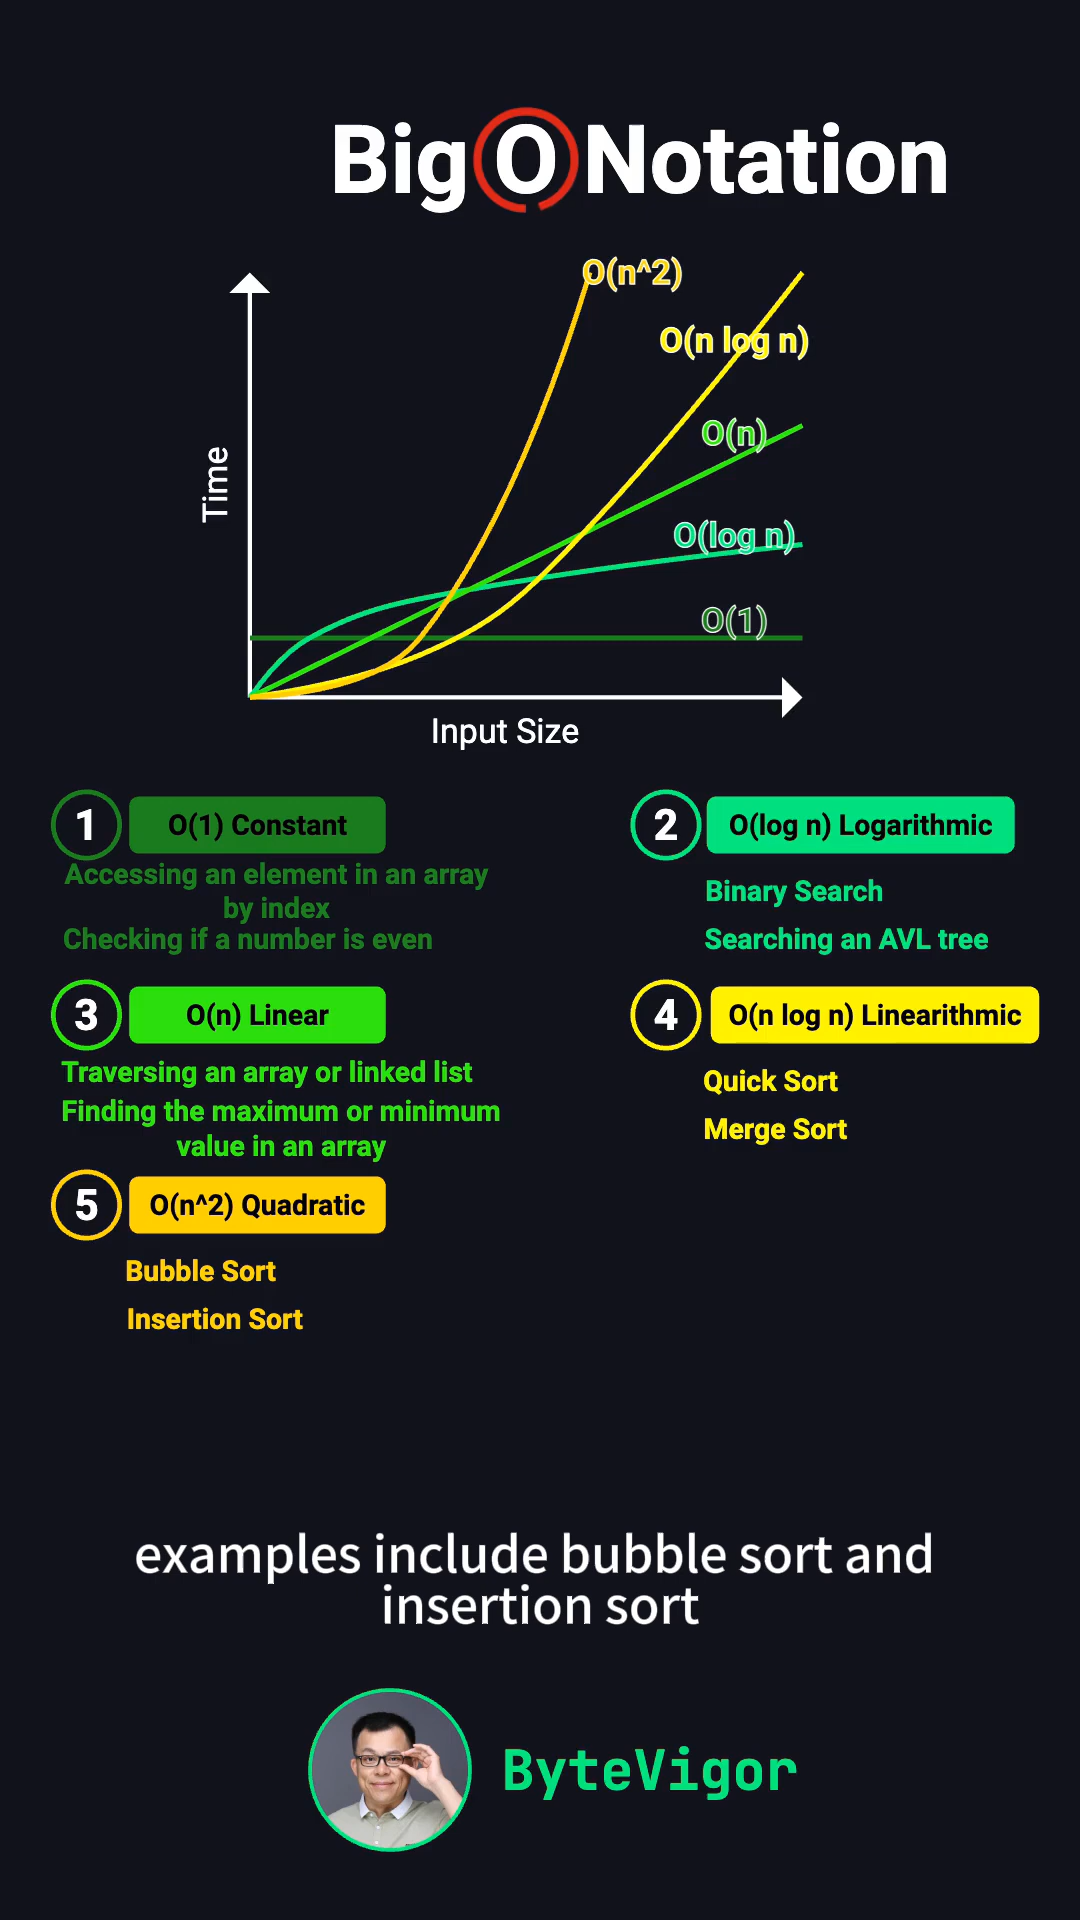 Big O Notation
O(n^2)
O(n log n)
O(n)
O(log n)
O(1)
Time
Input Size
1 O(1) Constant
Accessing an element in an array
by index
Checking if a number is even
2 O(log n) Logarithmic
Binary Search
Searching an AVL tree
3 O(n) Linear
Traversing an array or linked list
Finding the maximum or minimum
value in an array
4 O(n log n) Linearithmic
Quick Sort
Merge Sort
5 O(n^2) Quadratic
Bubble Sort
Insertion Sort
examples include bubble sort and
insertion sort
ByteVigor